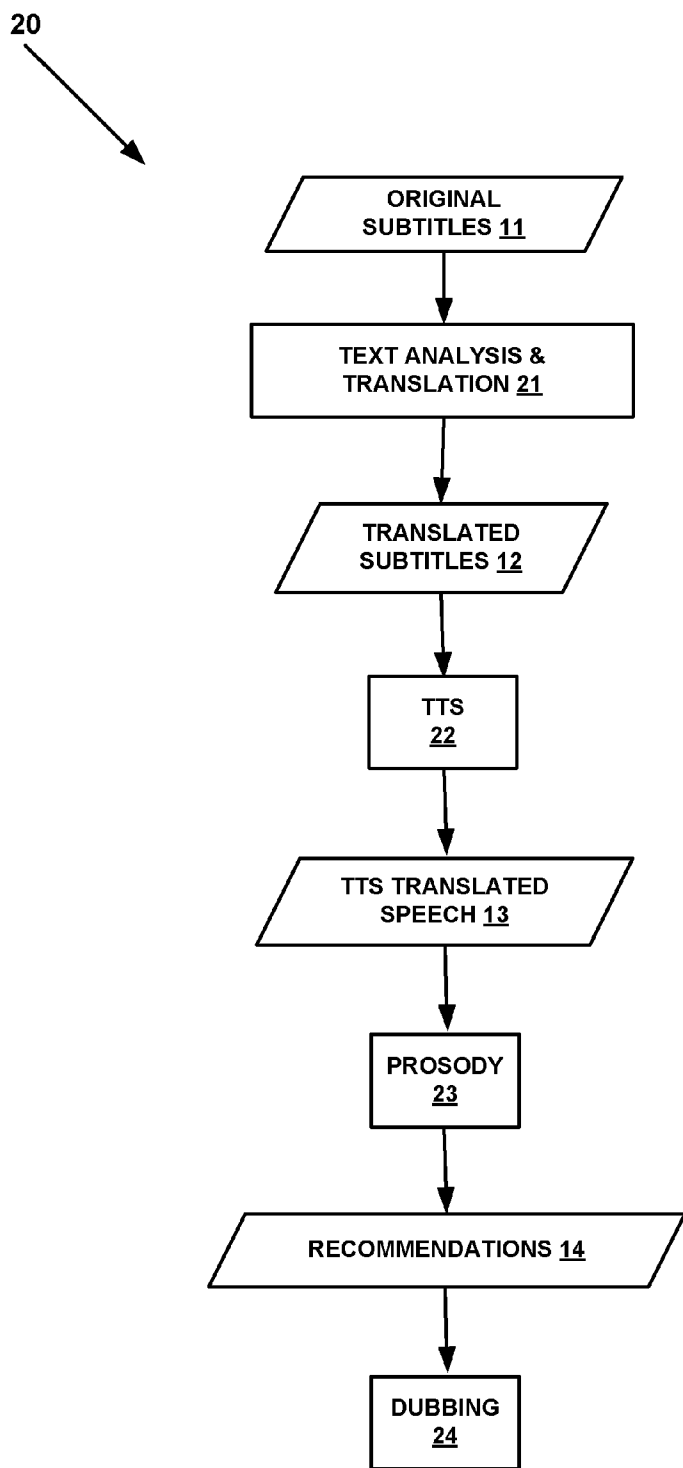 20
ORIGINAL
SUBTITLES 11
TEXT ANALYSIS &
TRANSLATION 21
TRANSLATED
SUBTITLES 12
TTS
22
TTS TRANSLATED
SPEECH 13
PROSODY
23
RECOMMENDATIONS 14
DUBBING
24